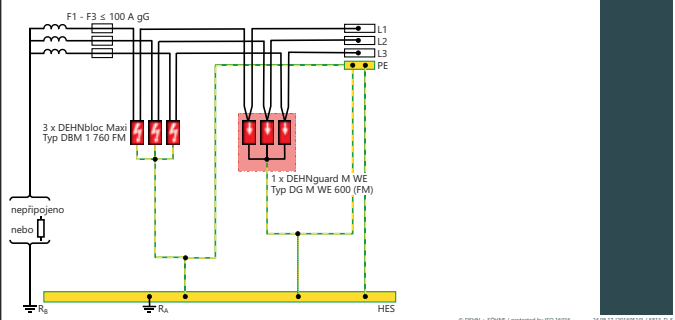 F1 - F3 ≤ 100 A gG
L1
L2
L3
PE
3 x DEHNbloc Maxi
Typ DBM 1 760 FM
1 x DEHNguard M WE
Typ DG M WE 600 (FM)
nepřipojeno
nebo
RB
RA
HES